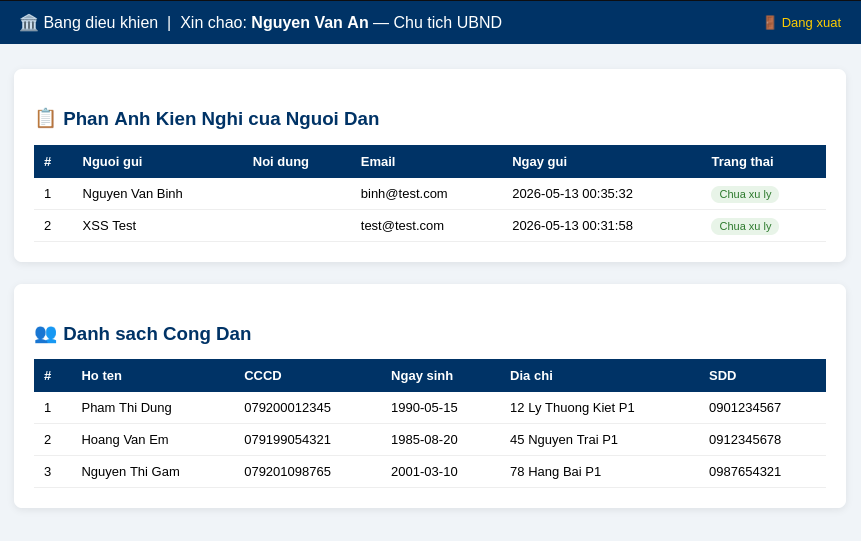 Bang dieu khien | Xin chao: Nguyen Van An — Chu tich UBND Dang xuat
Phan Anh Kien Nghi cua Nguoi Dan
# Nguoi gui Noi dung Email Ngay gui Trang thai
1 Nguyen Van Binh binh@test.com 2026-05-13 00:35:32 Chua xu ly
2 XSS Test test@test.com 2026-05-13 00:31:58 Chua xu ly
Danh sach Cong Dan
# Ho ten CCCD Ngay sinh Dia chi SDD
1 Pham Thi Dung 079200012345 1990-05-15 12 Ly Thuong Kiet P1 0901234567
2 Hoang Van Em 079199054321 1985-08-20 45 Nguyen Trai P1 0912345678
3 Nguyen Thi Gam 079201098765 2001-03-10 78 Hang Bai P1 0987654321